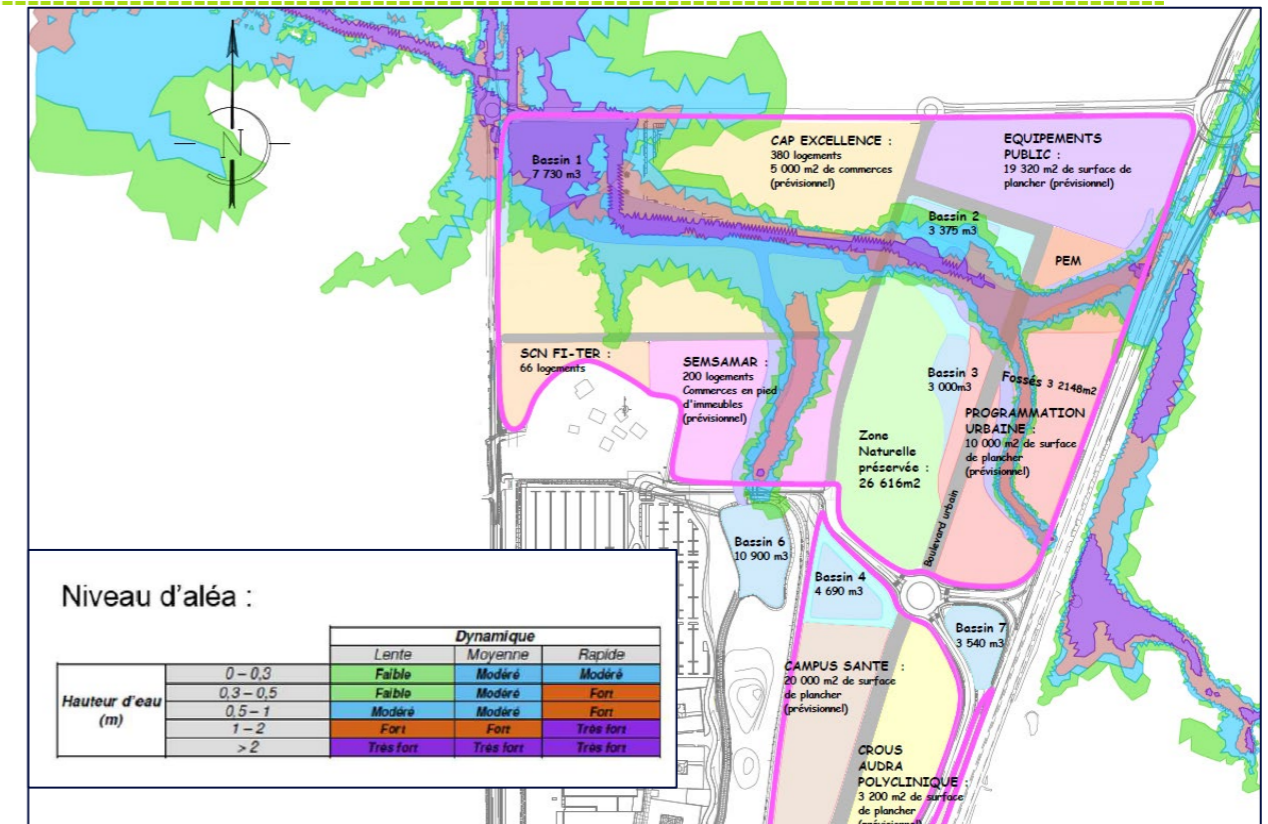 N
Bassin 1
7 730 m3
CAP EXCELLENCE :
380 logements
5 000 m2 de commerces
(prévisionnel)
EQUIPEMENTS
PUBLIC :
19 320 m2 de surface de
plancher (prévisionnel)
Bassin 2
3 375 m3
PEM
SCN FI-TER :
66 logements
SEMSAMAR :
200 logements
Commerces en pied
d'immeubles
(prévisionnel)
Bassin 3
3 000m3
Fossés 3 2148m2
PROGRAMMATION
URBAINE :
10 000 m2 de surface
de plancher
(prévisionnel)
Zone
Naturelle
préservée :
26 616m2
Boulevard urbain
Bassin 6
10 900 m3
Bassin 4
4 690 m3
Bassin 7
3 540 m3
CAMPUS SANTE :
20 000 m2 de surface
de plancher
(prévisionnel)
CROUS
AUDRA
POLYCLINIQUE :
3 200 m2 de surface
de plancher
(prévisionnel)
Niveau d'aléa :
Dynamique
Lente Moyenne Rapide
Hauteur d'eau
(m)
0 – 0,3 Faible Modéré Modéré
0,3 – 0,5 Faible Modéré Fort
0,5 – 1 Modéré Modéré Fort
1 – 2 Fort Fort Très fort
> 2 Très fort Très fort Très fort